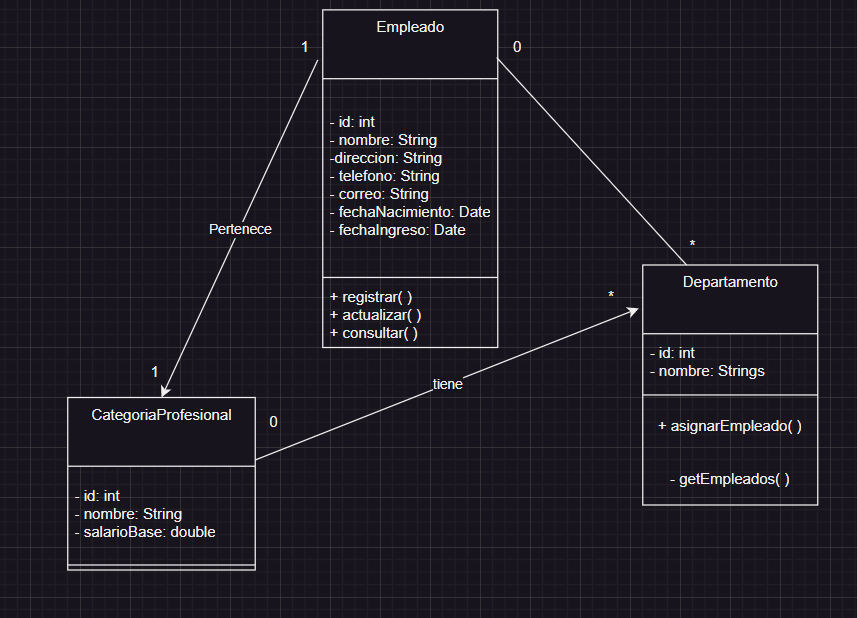 Empleado
1
0
- id: int
- nombre: String
-direccion: String
- telefono: String
- correo: String
- fechaNacimiento: Date
- fechaIngreso: Date
+ registrar( )
+ actualizar( )
+ consultar( )
Pertenece
1
*
Departamento
- id: int
- nombre: Strings
+ asignarEmpleado( )
- getEmpleados( )
*
tiene
0
CategoriaProfesional
- id: int
- nombre: String
- salarioBase: double